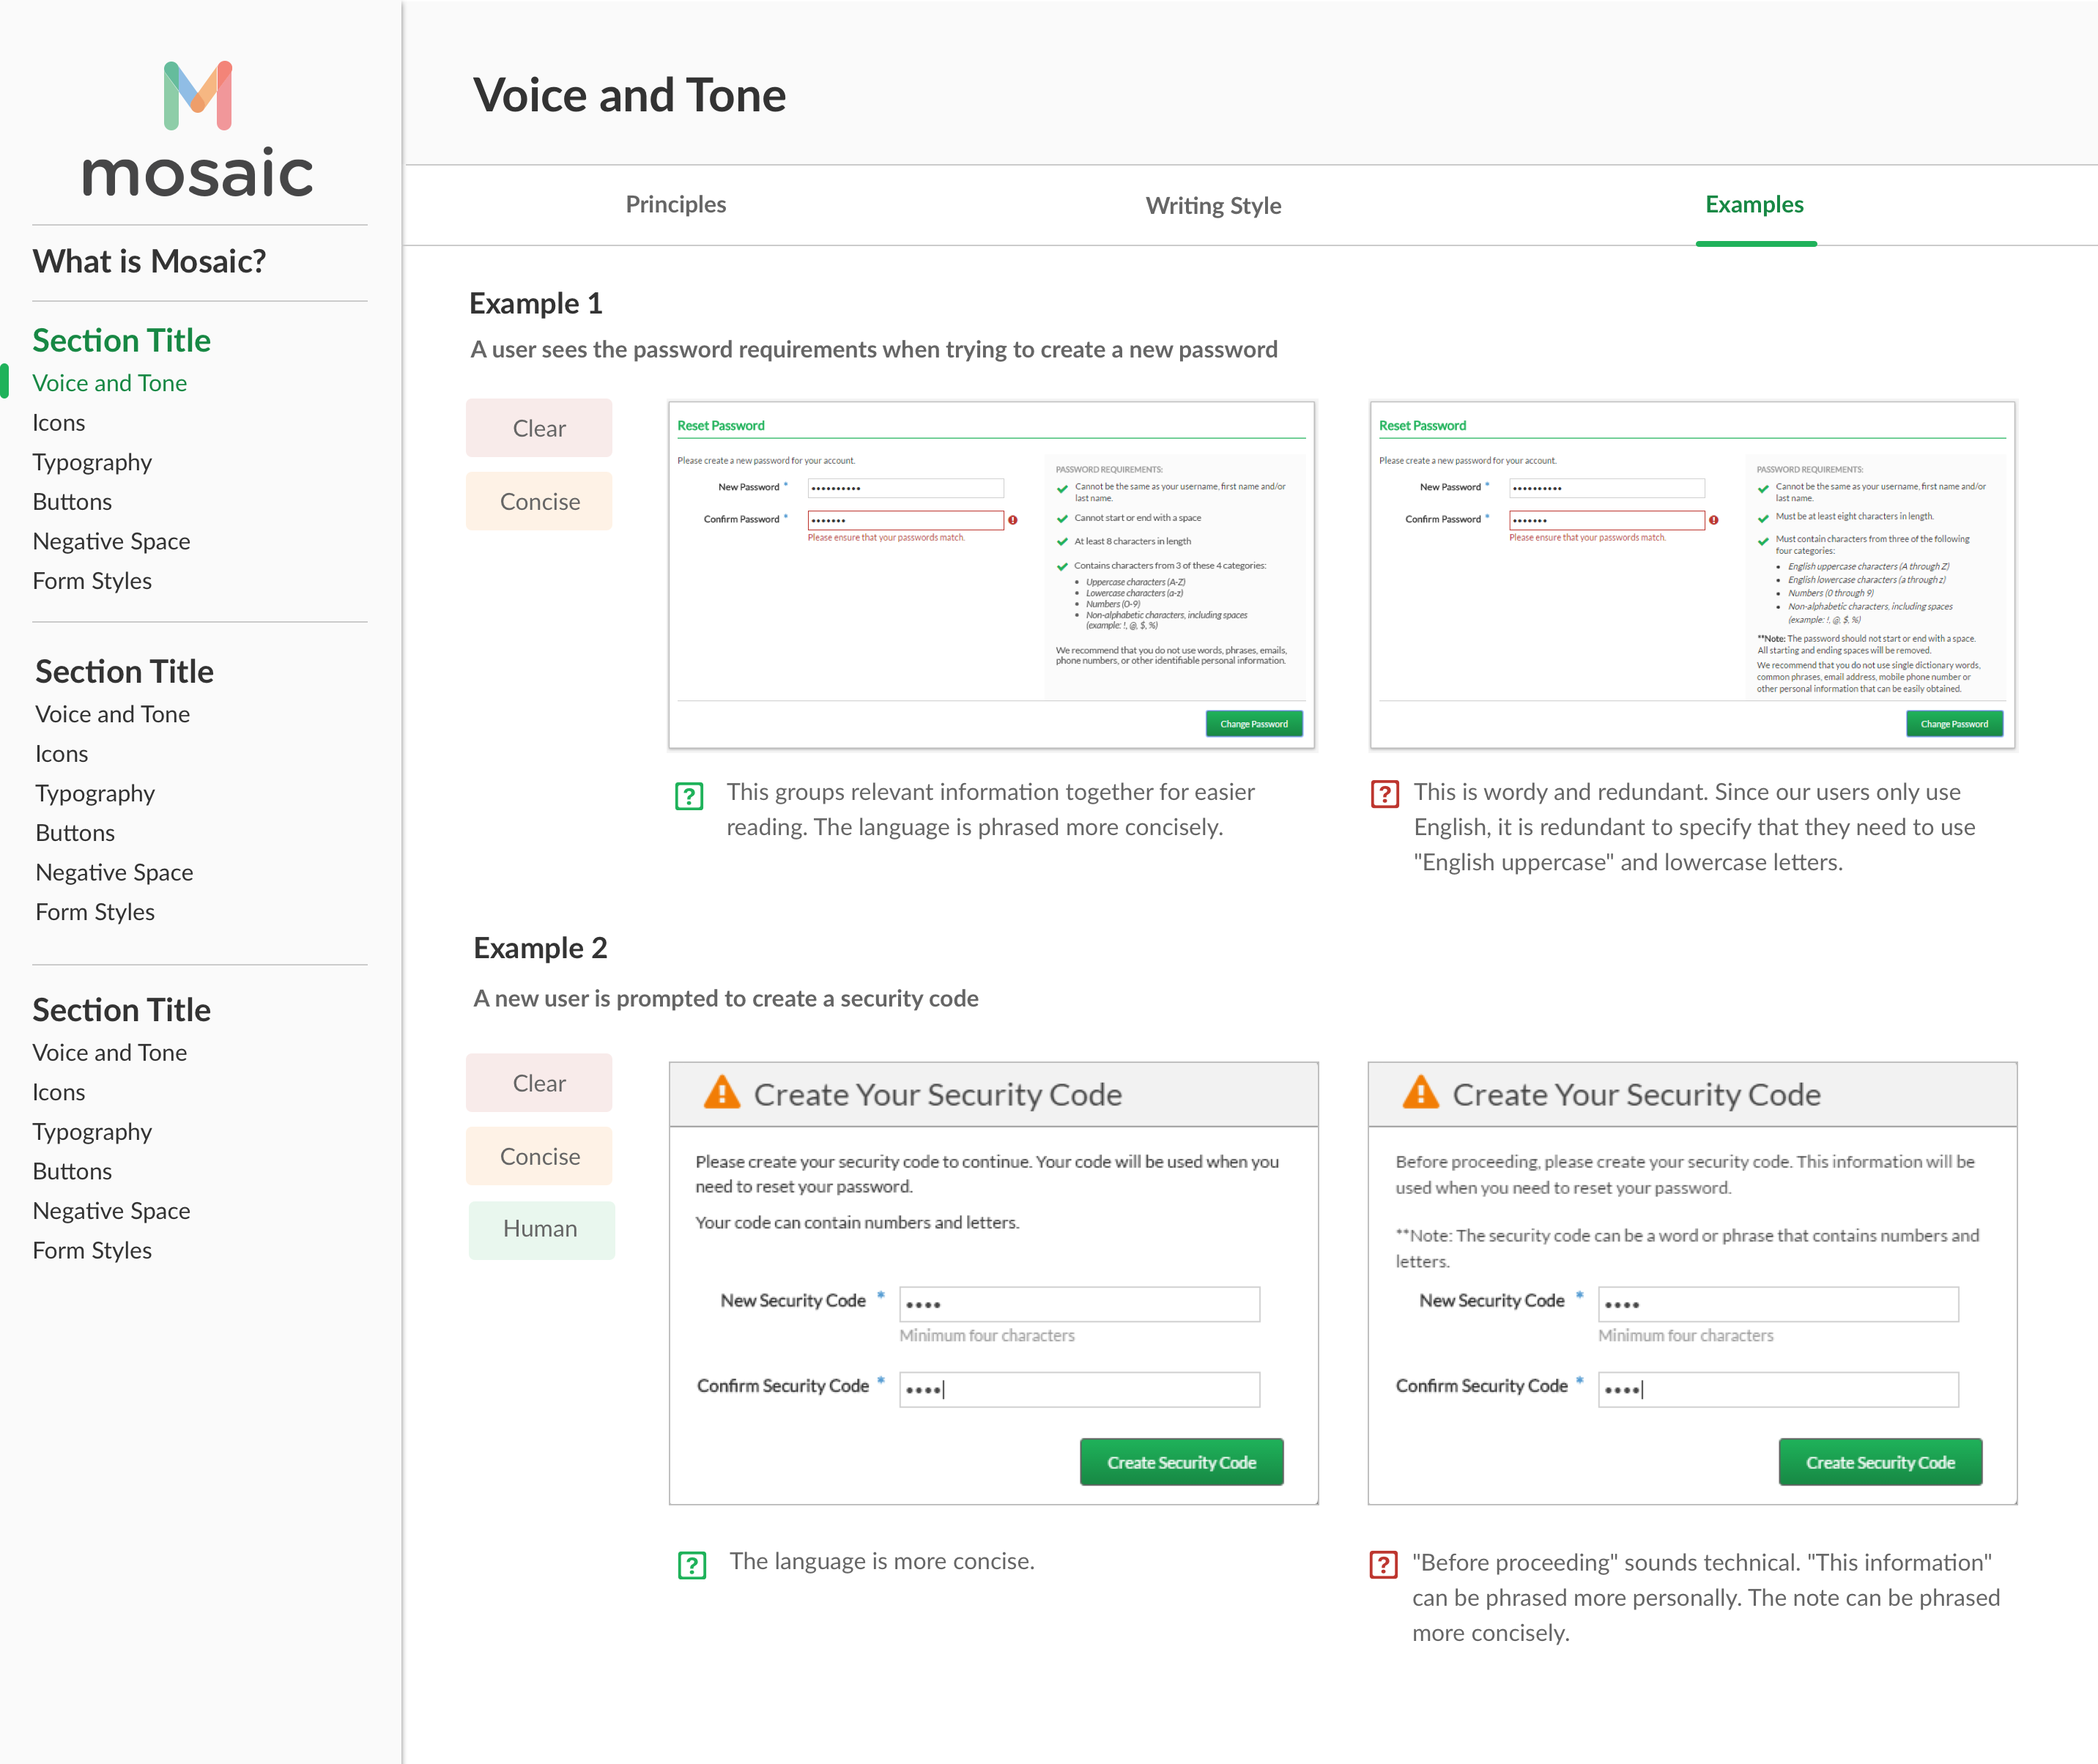 mosaic
What is Mosaic?
Section Title
Voice and Tone
Icons
Typography
Buttons
Negative Space
Form Styles
Section Title
Voice and Tone
Icons
Typography
Buttons
Negative Space
Form Styles
Section Title
Voice and Tone
Icons
Typography
Buttons
Negative Space
Form Styles
Voice and Tone
Principles
Writing Style
Examples
Example 1
A user sees the password requirements when trying to create a new password
Clear
Concise
Reset Password
Please create a new password for your account.
New Password *
Confirm Password *
Please ensure that your passwords match.
PASSWORD REQUIREMENTS:
Cannot be the same as your username, first name and/or
last name.
Cannot start or end with a space
At least 8 characters in length
Contains characters from 3 of these 4 categories:
• Uppercase characters (A-Z)
• Lowercase characters (a-z)
• Numbers (0-9)
• Non-alphabetic characters, including spaces
(example: !, @, $, %)
We recommend that you do not use words, phrases, emails,
phone numbers, or other identifiable personal information.
Change Password
Reset Password
Please create a new password for your account.
New Password *
Confirm Password *
Please ensure that your passwords match.
PASSWORD REQUIREMENTS:
Cannot be the same as your username, first name and/or
last name.
Must be at least eight characters in length.
Must contain characters from three of the following
four categories:
• English uppercase characters (A through Z)
• English lowercase characters (a through z)
• Numbers (0 through 9)
• Non-alphabetic characters, including spaces
(example: !, @, $, %)
**Note: The password should not start or end with a space.
All starting and ending spaces will be removed.
We recommend that you do not use single dictionary words,
common phrases, email address, mobile phone number or
other personal information that can be easily obtained.
Change Password
? This groups relevant information together for easier
reading. The language is phrased more concisely.
? This is wordy and redundant. Since our users only use
English, it is redundant to specify that they need to use
"English uppercase" and lowercase letters.
Example 2
A new user is prompted to create a security code
Clear
Concise
Human
Create Your Security Code
Please create your security code to continue. Your code will be used when you
need to reset your password.
Your code can contain numbers and letters.
New Security Code *
Minimum four characters
Confirm Security Code *
Create Security Code
Create Your Security Code
Before proceeding, please create your security code. This information will be
used when you need to reset your password.
**Note: The security code can be a word or phrase that contains numbers and
letters.
New Security Code *
Minimum four characters
Confirm Security Code *
Create Security Code
? The language is more concise.
? "Before proceeding" sounds technical. "This information"
can be phrased more personally. The note can be phrased
more concisely.